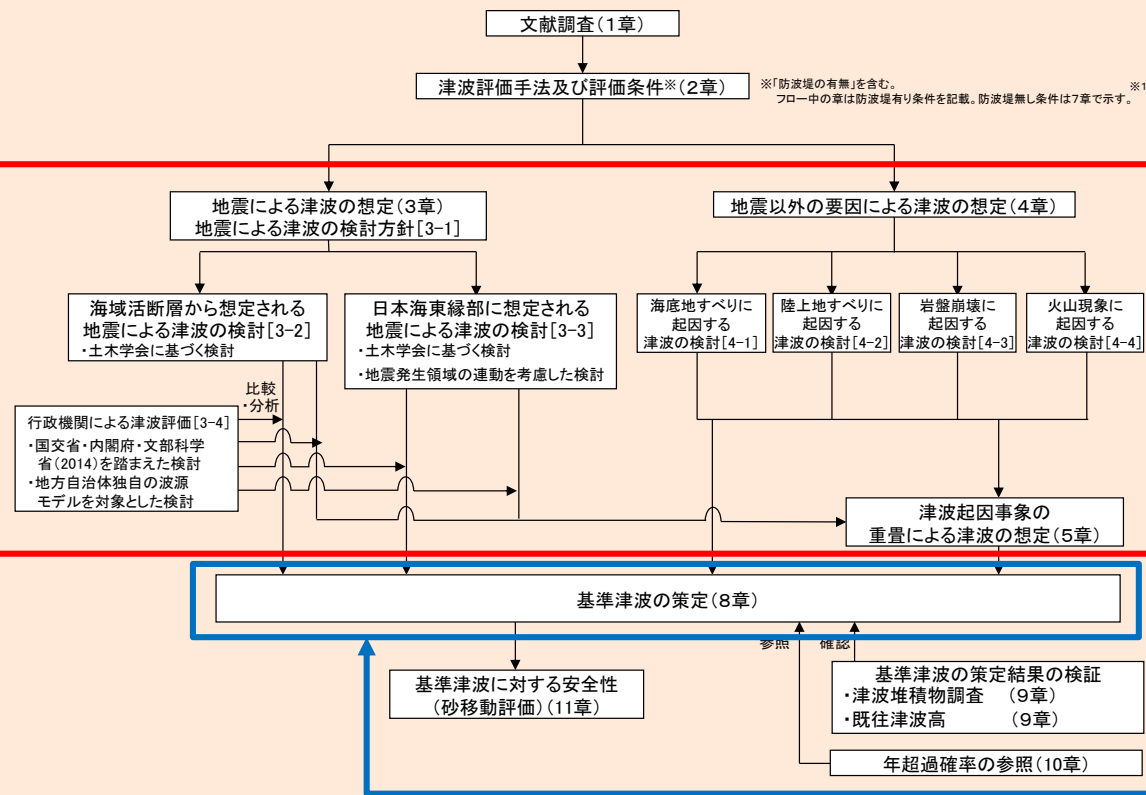 文献調査(1章)
津波評価手法及び評価条件※(2章)
※「防波堤の有無」を含む。
フロー中の章は防波堤有り条件を記載。防波堤無し条件は7章で示す。
※1
地震による津波の想定(3章)
地震による津波の検討方針[3-1]
地震以外の要因による津波の想定(4章)
海域活断層から想定される
地震による津波の検討[3-2]
・土木学会に基づく検討
日本海東縁部に想定される
地震による津波の検討[3-3]
・土木学会に基づく検討
・地震発生領域の連動を考慮した検討
海底地すべりに
起因する
津波の検討[4-1]
陸上地すべりに
起因する
津波の検討[4-2]
岩盤崩壊に
起因する
津波の検討[4-3]
火山現象に
起因する
津波の検討[4-4]
比較
・分析
行政機関による津波評価[3-4]
・国交省・内閣府・文部科学
省(2014)を踏まえた検討
・地方自治体独自の波源
モデルを対象とした検討
津波起因事象の
重畳による津波の想定(5章)
基準津波の策定(8章)
参照
確認
基準津波に対する安全性
(砂移動評価)(11章)
基準津波の策定結果の検証
・津波堆積物調査 (9章)
・既往津波高 (9章)
年超過確率の参照(10章)